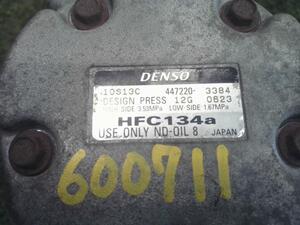 DENSO
10S13C 447220-3384
DESIGN PRESS 12G 0823
HIGH SIDE 3.53MPa LOW SIDE 1.67MPa
HFC134a
USE ONLY ND-OIL 8 JAPAN
600711